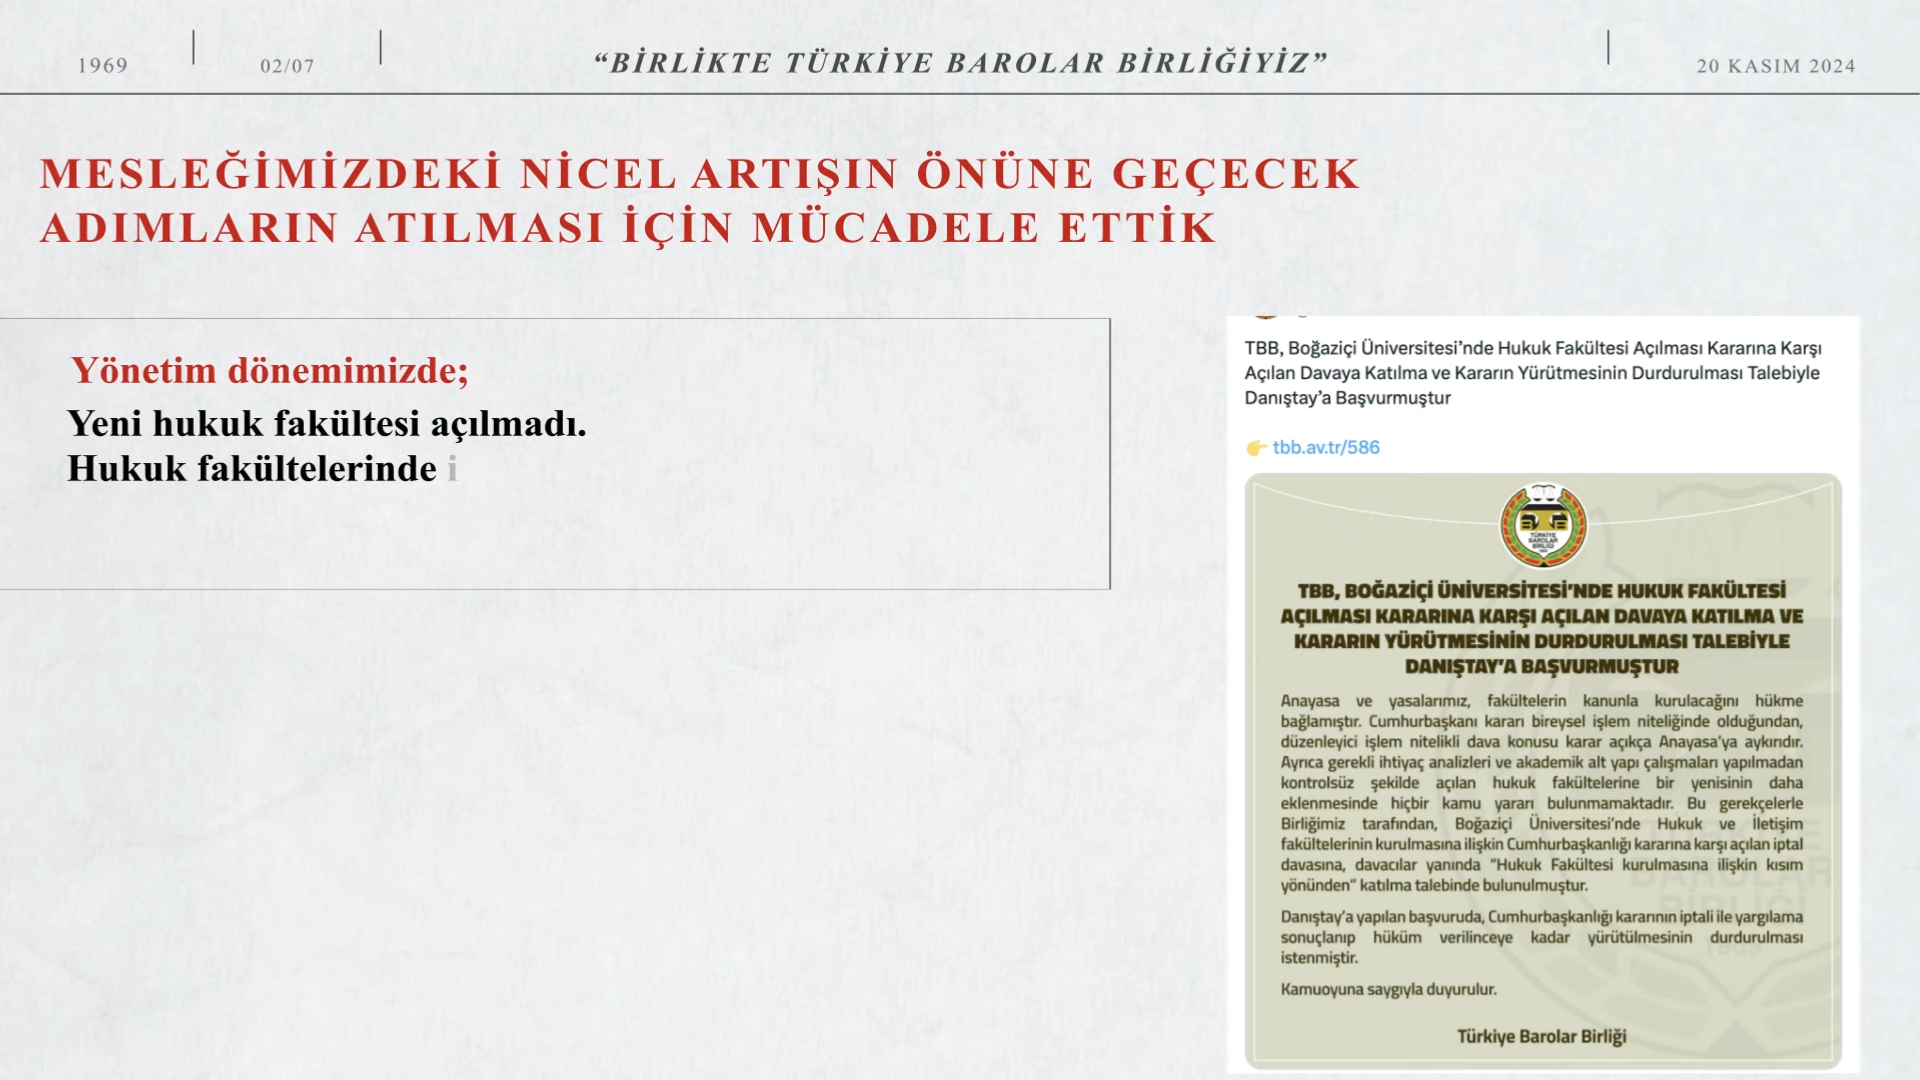 1969
02/07
“BİRLİKTE TÜRKİYE BAROLAR BİRLİĞİYİZ”
20 KASIM 2024
MESLEĞİMİZDEKİ NİCEL ARTIŞIN ÖNÜNE GEÇECEK
ADIMLARIN ATILMASI İÇİN MÜCADELE ETTİK
Yönetim dönemimizde;
Yeni hukuk fakültesi açılmadı.
Hukuk fakültelerinde i
TBB, Boğaziçi Üniversitesi’nde Hukuk Fakültesi Açılması Kararına Karşı
Açılan Davaya Katılma ve Kararın Yürütmesinin Durdurulması Talebiyle
Danıştay’a Başvurmuştur
tbb.av.tr/586
TÜRKİYE
BAROLAR
BİRLİĞİ
TBB, BOĞAZİÇİ ÜNİVERSİTESİ’NDE HUKUK FAKÜLTESİ
AÇILMASI KARARINA KARŞI AÇILAN DAVAYA KATILMA VE
KARARIN YÜRÜTMESİNİN DURDURULMASI TALEBİYLE
DANIŞTAY’A BAŞVURMUŞTUR
Anayasa ve yasalarımız, fakültelerin kanunla kurulacağını hükme
bağlamıştır. Cumhurbaşkanı kararı bireysel işlem niteliğinde olduğundan,
düzenleyici işlem nitelikli dava konusu karar açıkça Anayasa’ya aykırıdır.
Ayrıca gerekli ihtiyaç analizleri ve akademik alt yapı çalışmaları yapılmadan
kontrolsüz şekilde açılan hukuk fakültelerine bir yenisinin daha
eklenmesinde hiçbir kamu yararı bulunmamaktadır. Bu gerekçelerle
Birliğimiz tarafından, Boğaziçi Üniversitesi’nde Hukuk ve İletişim
fakültelerinin kurulmasına ilişkin Cumhurbaşkanlığı kararına karşı açılan iptal
davasına, davacılar yanında “Hukuk Fakültesi kurulmasına ilişkin kısım
yönünden” katılma talebinde bulunulmuştur.
Danıştay’a yapılan başvuruda, Cumhurbaşkanlığı kararının iptali ile yargılama
sonuçlanıp hüküm verilinceye kadar yürütülmesinin durdurulması
istenmiştir.
Kamuoyuna saygıyla duyurulur.
Türkiye Barolar Birliği